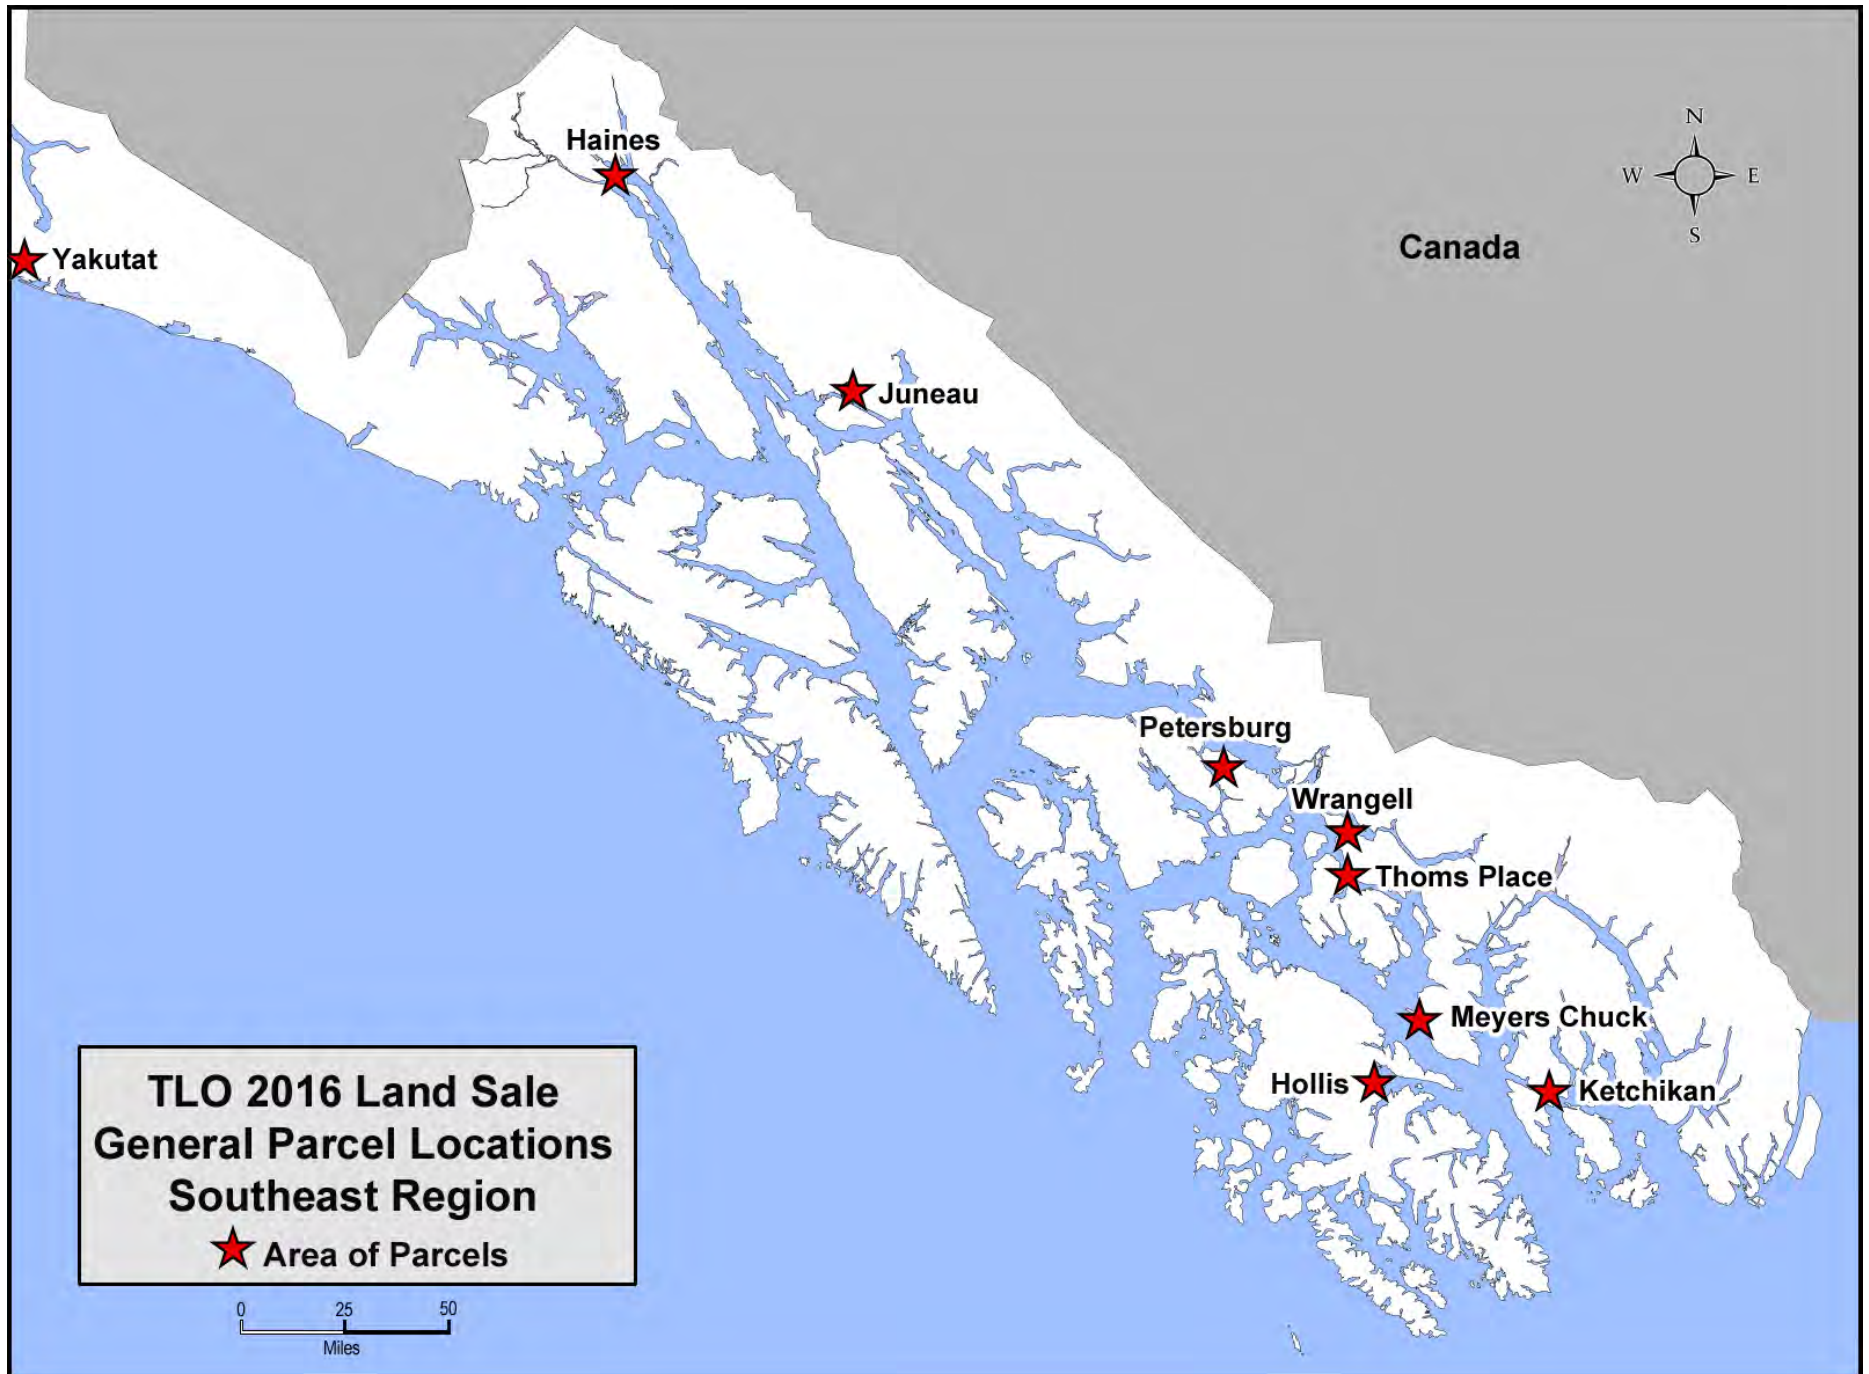 N
W E
S
Haines
Canada
Yakutat
Juneau
Petersburg
Wrangell
Thoms Place
Meyers Chuck
Hollis
Ketchikan
TLO 2016 Land Sale
General Parcel Locations
Southeast Region
Area of Parcels
0 25 50
Miles